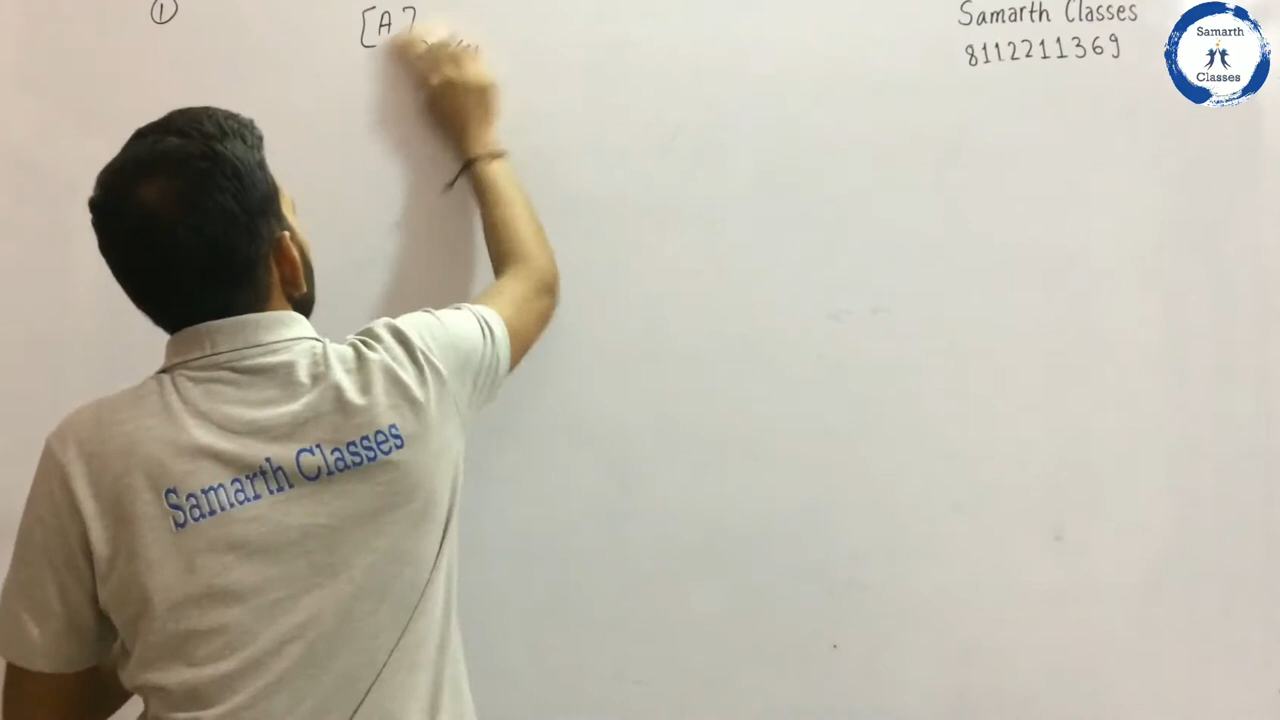 ① [A]
Samarth Classes
8112211369
Samarth
Classes
Samarth Classes